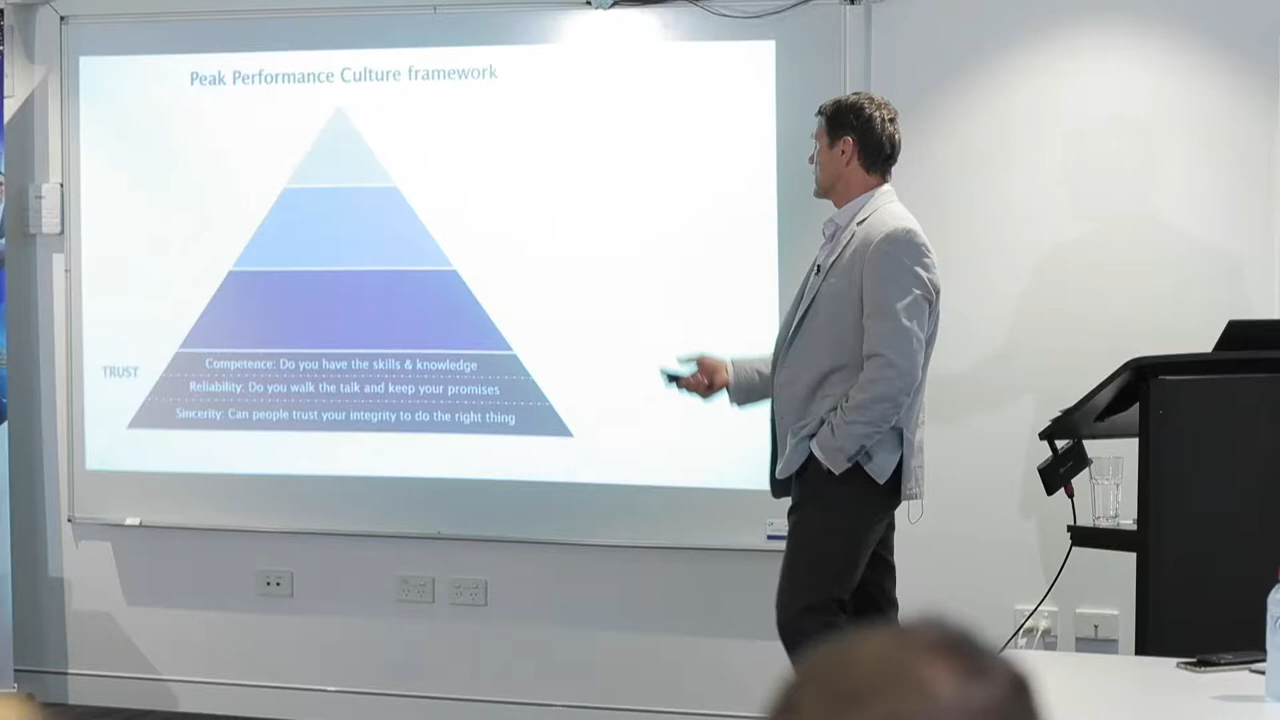 Peak Performance Culture framework
TRUST
Competence: Do you have the skills & knowledge
Reliability: Do you walk the talk and keep your promises
Sincerity: Can people trust your integrity to do the right thing